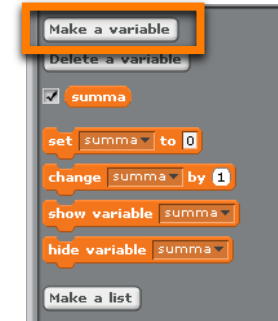 Make a variable
Delete a variable
summa
set summa to 0
change summa by 1
show variable summa
hide variable summa
Make a list